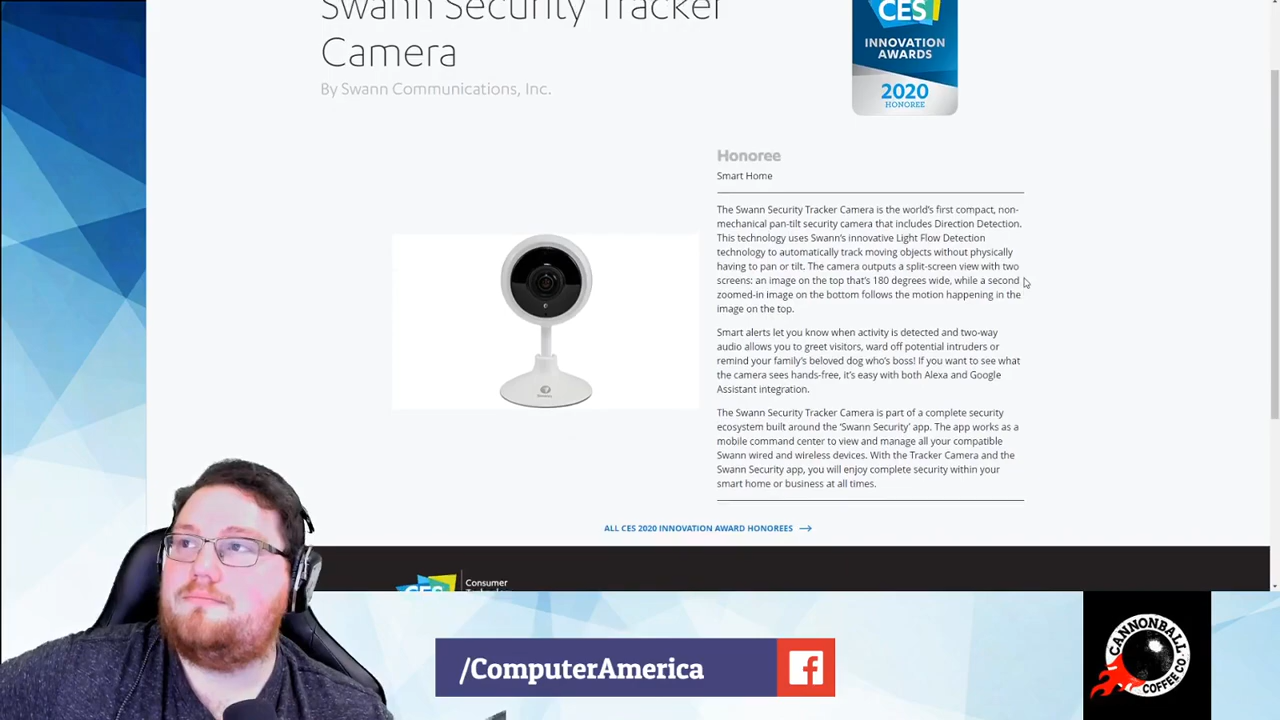 Swann Security Tracker
Camera
By Swann Communications, Inc.
CES
INNOVATION
AWARDS
2020
HONOREE
Honoree
Smart Home
The Swann Security Tracker Camera is the world's first compact, non-
mechanical pan-tilt security camera that includes Direction Detection.
This technology uses Swann's innovative Light Flow Detection
technology to automatically track moving objects without physically
having to pan or tilt. The camera outputs a split-screen view with two
screens: an image on the top that's 180 degrees wide, while a second
zoomed-in image on the bottom follows the motion happening in the
image on the top.
Smart alerts let you know when activity is detected and two-way
audio allows you to greet visitors, ward off potential intruders or
remind your family's beloved dog who's boss! If you want to see what
the camera sees hands-free, it's easy with both Alexa and Google
Assistant integration.
The Swann Security Tracker Camera is part of a complete security
ecosystem built around the 'Swann Security' app. The app works as a
mobile command center to view and manage all your compatible
Swann wired and wireless devices. With the Tracker Camera and the
Swann Security app, you will enjoy complete security within your
smart home or business at all times.
ALL CES 2020 INNOVATION AWARD HONOREES
CES
Consumer
/ComputerAmerica
CANNONBALL
COFFEE CO.